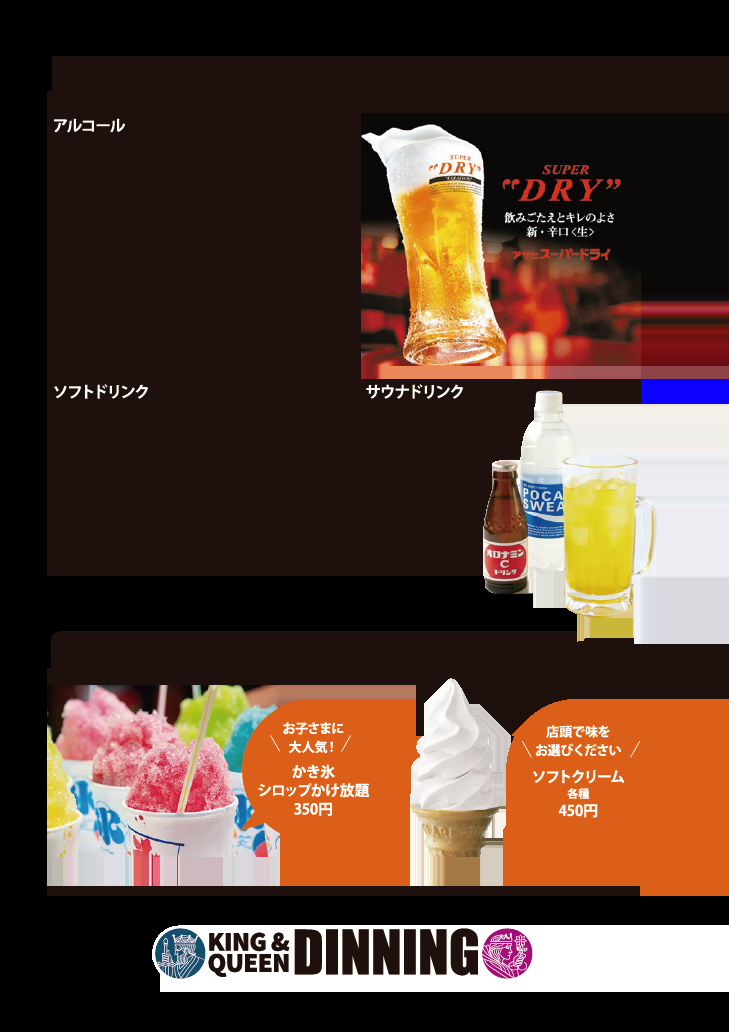 アルコール
SUPER
“DRY”
SUPER
“DRY”
飲みごたえとキレのよさ
新・辛口〈生〉
アサヒスーパードライ
ソフトドリンク
サウナドリンク
POCA
SWEA
オロナミン
C
ドリンク
お子さまに
大人気!
かき氷
シロップかけ放題
350円
店頭で味を
お選びください
ソフトクリーム
各種
450円
KING &
QUEEN
DINNING